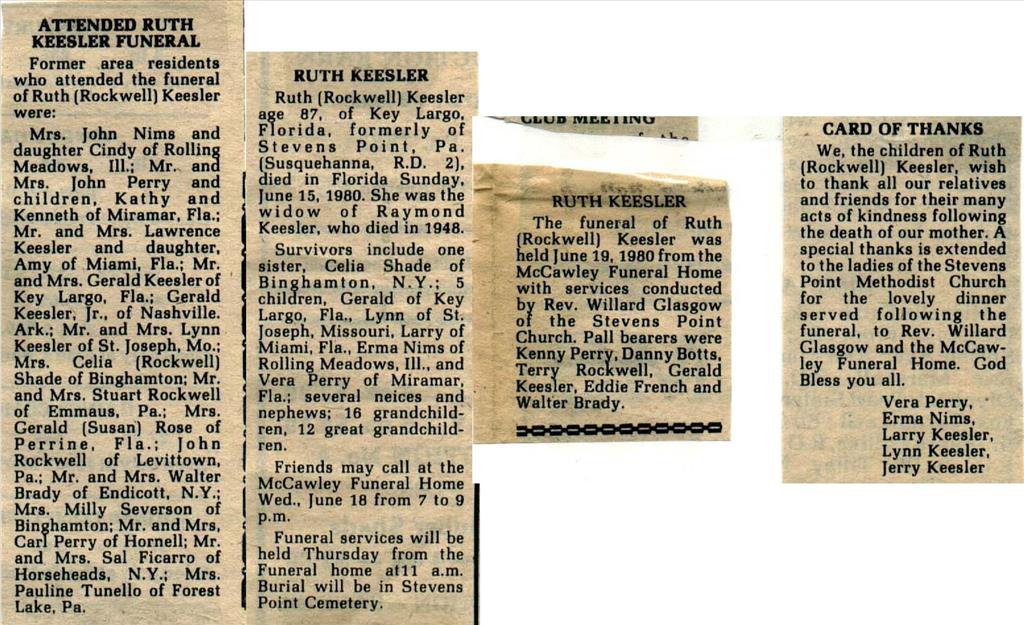 ATTENDED RUTH
KEESLER FUNERAL
Former area residents
who attended the funeral
of Ruth (Rockwell) Keesler
were:
Mrs. John Nims and
daughter Cindy of Rolling
Meadows, Ill.; Mr. and
Mrs. John Perry and
children, Kathy and
Kenneth of Miramar, Fla.;
Mr. and Mrs. Lawrence
Keesler and daughter,
Amy of Miami, Fla.; Mr.
and Mrs. Gerald Keesler of
Key Largo, Fla.; Gerald
Keesler, Jr., of Nashville.
Ark.; Mr. and Mrs. Lynn
Keesler of St. Joseph, Mo.;
Mrs. Celia (Rockwell)
Shade of Binghamton; Mr.
and Mrs. Stuart Rockwell
of Emmaus, Pa.; Mrs.
Gerald (Susan) Rose of
Perrine, Fla.; John
Rockwell of Levittown,
Pa.; Mr. and Mrs. Walter
Brady of Endicott, N.Y.;
Mrs. Milly Severson of
Binghamton; Mr. and Mrs,
Carl Perry of Hornell; Mr.
and Mrs. Sal Ficarro of
Horseheads, N.Y.; Mrs.
Pauline Tunello of Forest
Lake, Pa.
RUTH KEESLER
Ruth (Rockwell) Keesler
age 87, of Key Largo,
Florida, formerly of
Stevens Point, Pa.
(Susquehanna, R.D. 2),
died in Florida Sunday,
June 15, 1980. She was the
widow of Raymond
Keesler, who died in 1948.
Survivors include one
sister, Celia Shade of
Binghamton, N.Y.; 5
children, Gerald of Key
Largo, Fla., Lynn of St.
Joseph, Missouri, Larry of
Miami, Fla., Erma Nims of
Rolling Meadows, Ill., and
Vera Perry of Miramar,
Fla.; several neices and
nephews; 16 grandchild-
ren, 12 great grandchild-
ren.
Friends may call at the
McCawley Funeral Home
Wed., June 18 from 7 to 9
p.m.
Funeral services will be
held Thursday from the
Funeral home at11 a.m.
Burial will be in Stevens
Point Cemetery.
CLUB MEETING
of the
RUTH KEESLER
The funeral of Ruth
(Rockwell) Keesler was
held June 19, 1980 from the
McCawley Funeral Home
with services conducted
by Rev. Willard Glasgow
of the Stevens Point
Church. Pall bearers were
Kenny Perry, Danny Botts,
Terry Rockwell, Gerald
Keesler, Eddie French and
Walter Brady.
CARD OF THANKS
We, the children of Ruth
(Rockwell) Keesler, wish
to thank all our relatives
and friends for their many
acts of kindness following
the death of our mother. A
special thanks is extended
to the ladies of the Stevens
Point Methodist Church
for the lovely dinner
served following the
funeral, to Rev. Willard
Glasgow and the McCaw-
ley Funeral Home. God
Bless you all.
Vera Perry,
Erma Nims,
Larry Keesler,
Lynn Keesler,
Jerry Keesler